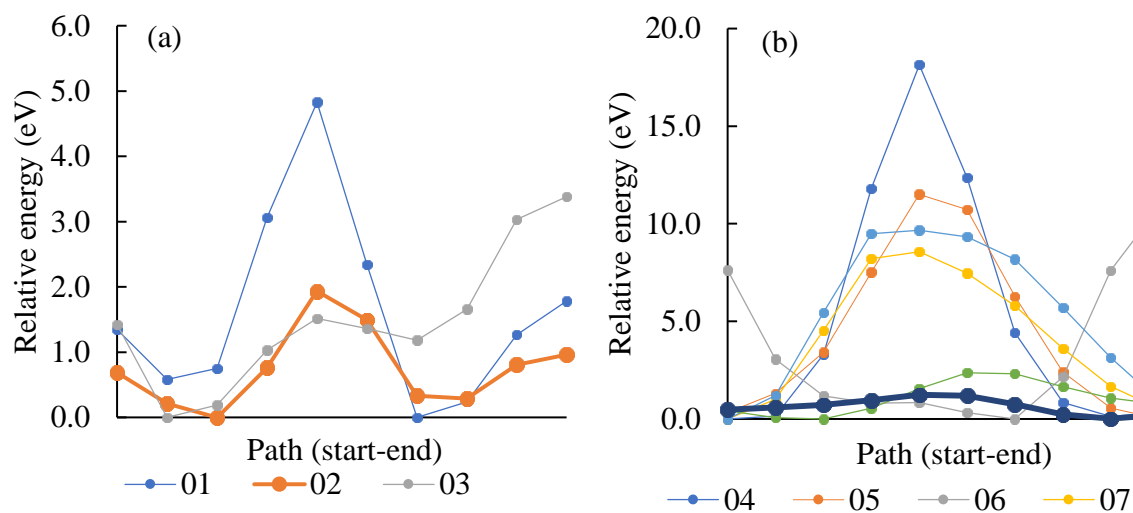 (a)
6.0
5.0
4.0
3.0
2.0
1.0
0.0
Relative energy (eV)
Path (start-end)
01 02 03
(b)
20.0
15.0
10.0
5.0
0.0
Relative energy (eV)
Path (start-end)
04 05 06 07